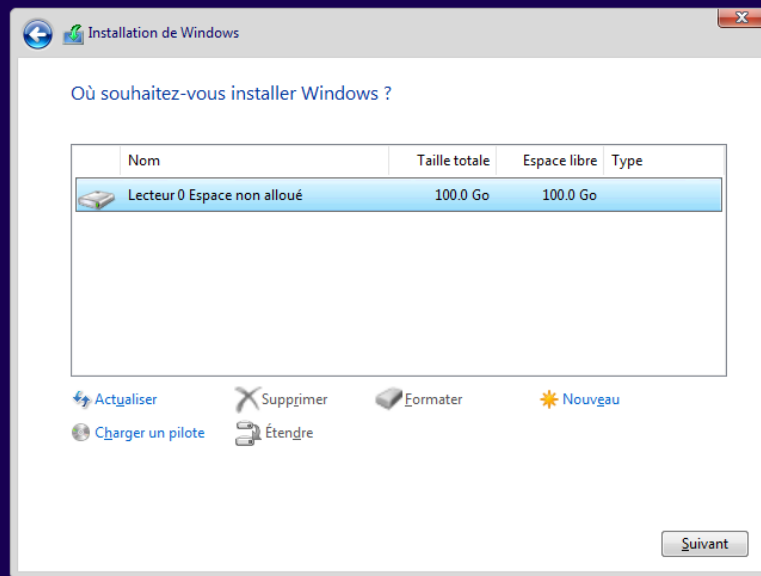 Installation de Windows
Où souhaitez-vous installer Windows ?
Nom Taille totale Espace libre Type
Lecteur 0 Espace non alloué 100.0 Go 100.0 Go
Actualiser Supprimer Formater Nouveau
Charger un pilote Étendre
Suivant